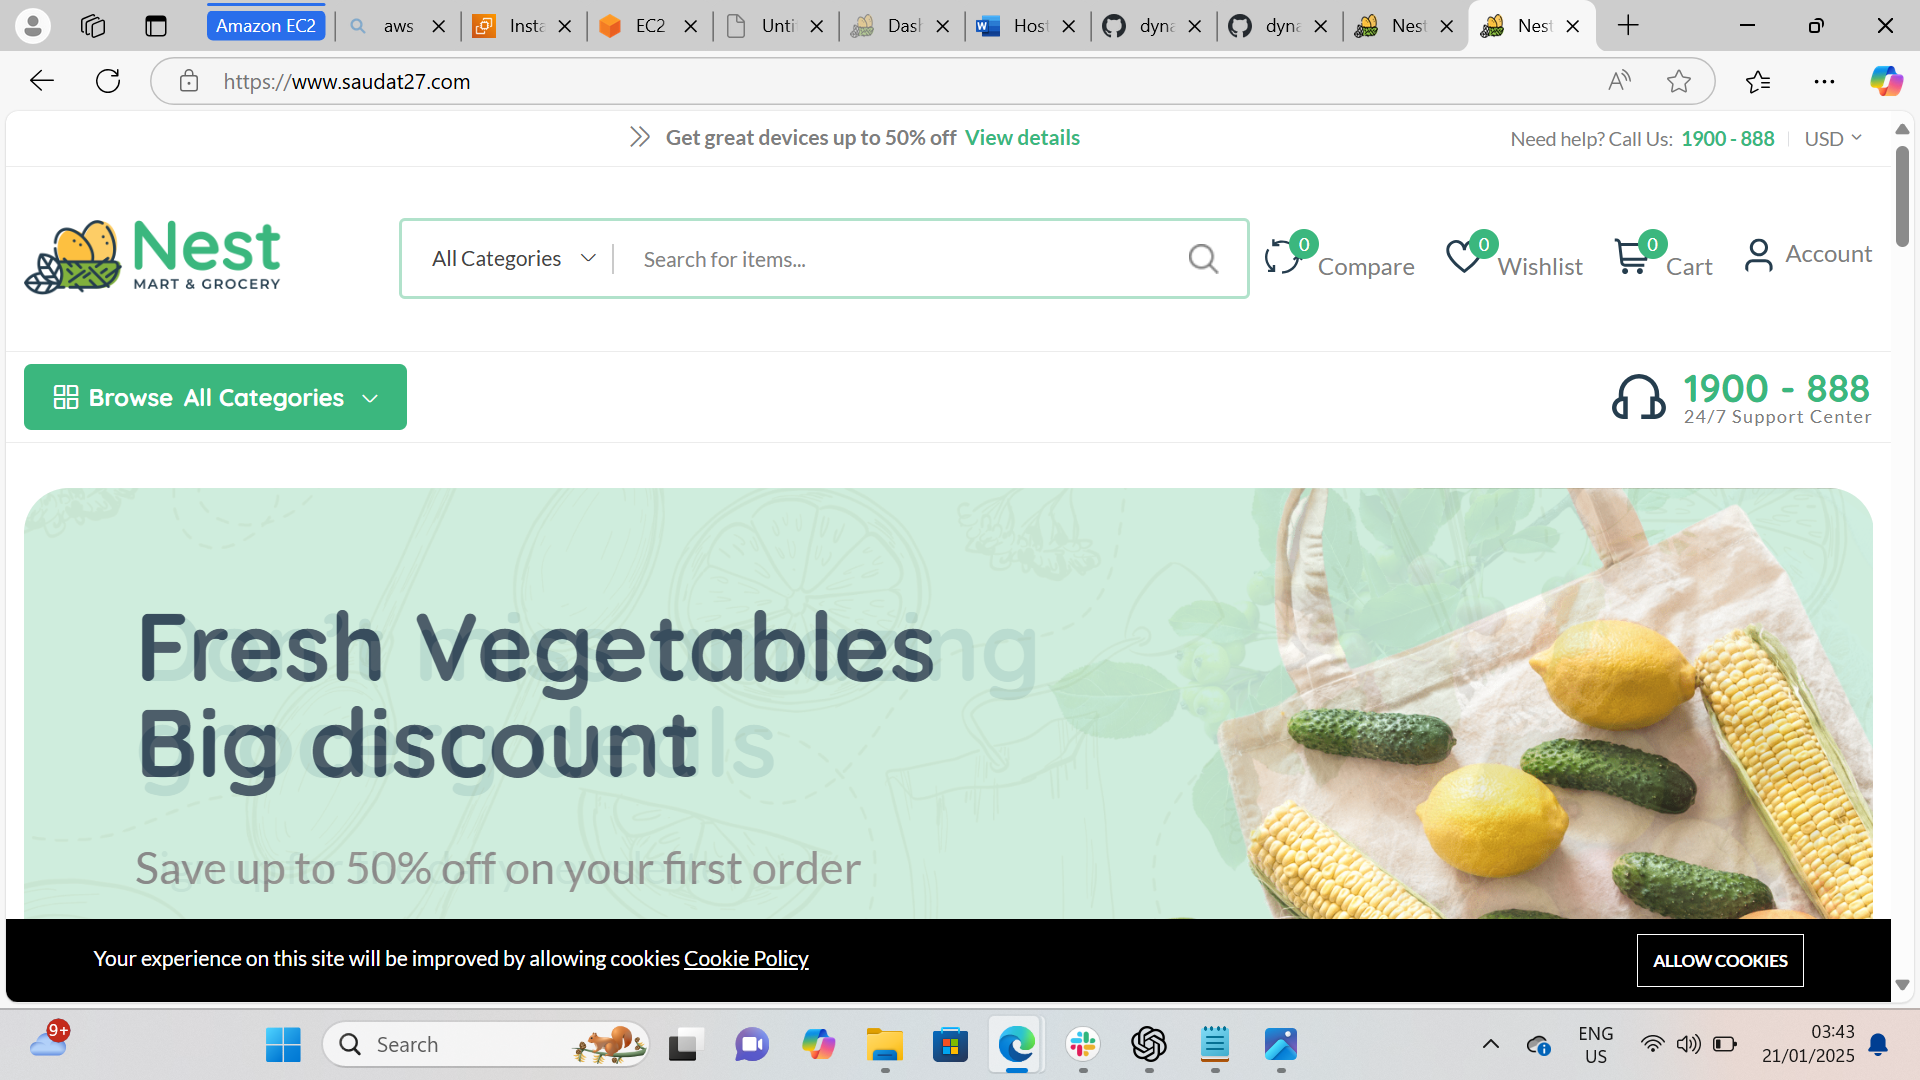 Amazon EC2
aws
Insta
EC2
Unti
Dash
Host
dyna
dyna
Nest
Nest
https://www.saudat27.com
Get great devices up to 50% off View details
Need help? Call Us: 1900 - 888
USD
Nest
MART & GROCERY
All Categories
Search for items...
0
Compare
0
Wishlist
0
Cart
Account
Browse All Categories
1900 - 888
24/7 Support Center
Fresh Vegetables
Big discount
Save up to 50% off on your first order
Your experience on this site will be improved by allowing cookies Cookie Policy
ALLOW COOKIES
9+
Search
ENG
US
03:43
21/01/2025